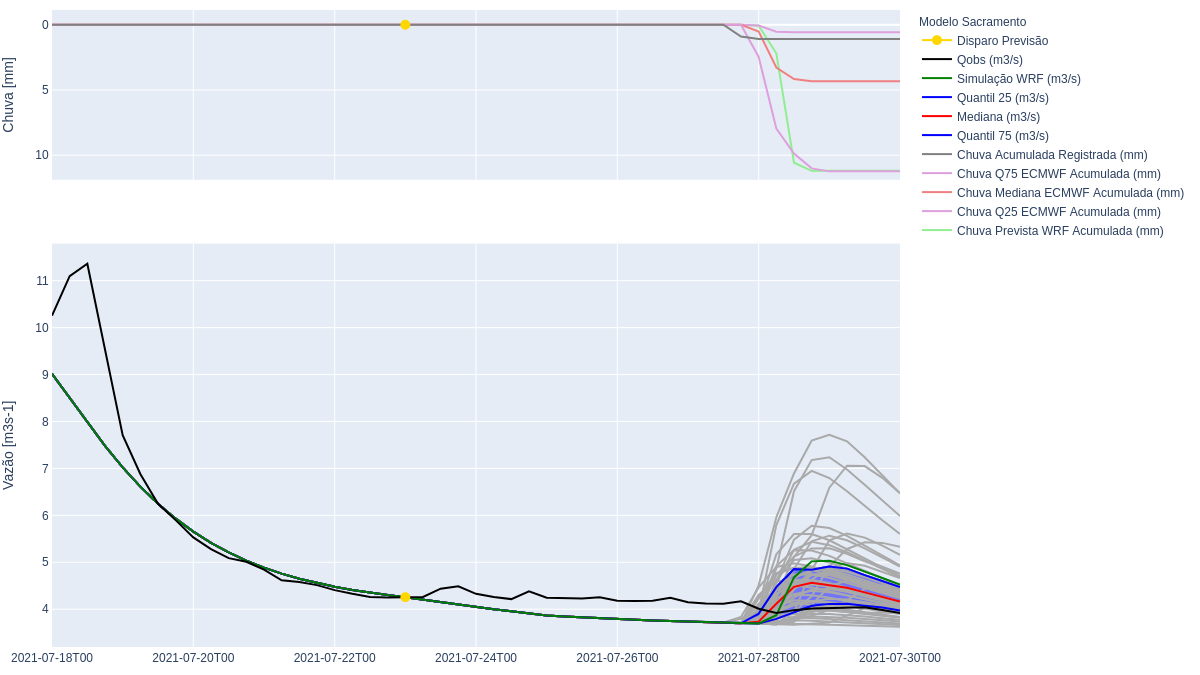 Chuva [mm]
0
5
10
Modelo Sacramento
Disparo Previsão
Qobs (m3/s)
Simulação WRF (m3/s)
Quantil 25 (m3/s)
Mediana (m3/s)
Quantil 75 (m3/s)
Chuva Acumulada Registrada (mm)
Chuva Q75 ECMWF Acumulada (mm)
Chuva Mediana ECMWF Acumulada (mm)
Chuva Q25 ECMWF Acumulada (mm)
Chuva Prevista WRF Acumulada (mm)
Vazão [m3s-1]
11
10
9
8
7
6
5
4
2021-07-18T00
2021-07-20T00
2021-07-22T00
2021-07-24T00
2021-07-26T00
2021-07-28T00
2021-07-30T00